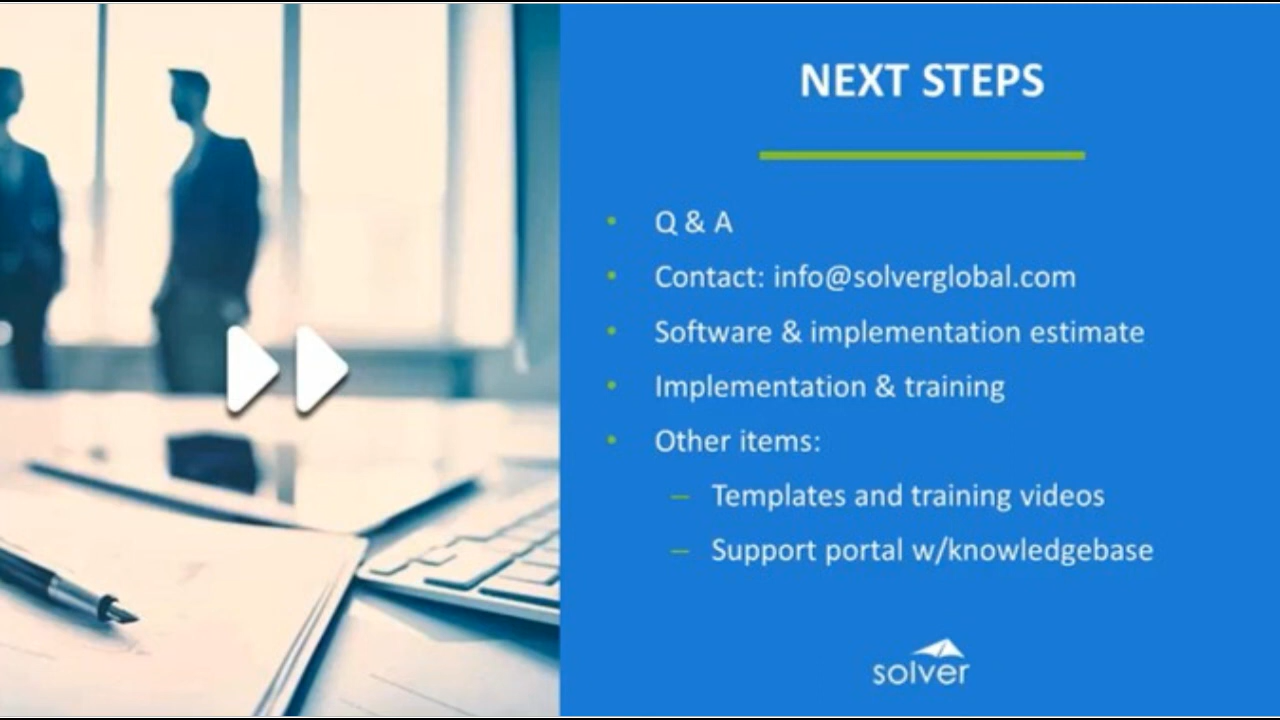 NEXT STEPS
• Q & A
• Contact: info@solverglobal.com
• Software & implementation estimate
• Implementation & training
• Other items:
– Templates and training videos
– Support portal w/knowledgebase
solver